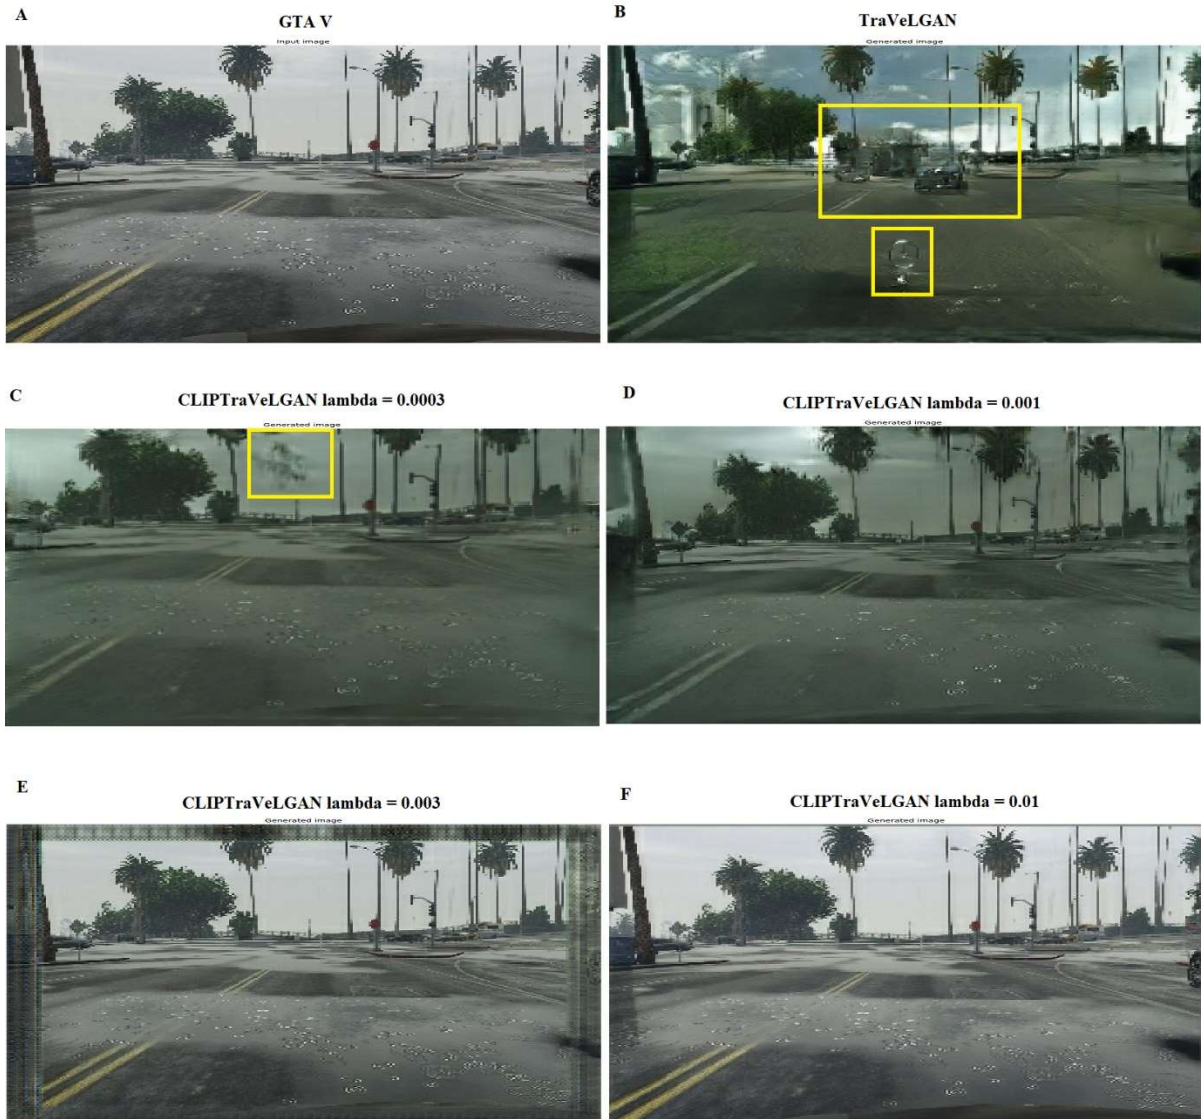 A
GTA V
Input image
B
TraVeLGAN
Generated image
C
CLIPTraVeLGAN lambda = 0.0003
Generated image
D
CLIPTraVeLGAN lambda = 0.001
Generated image
E
CLIPTraVeLGAN lambda = 0.003
Generated image
F
CLIPTraVeLGAN lambda = 0.01
Generated image